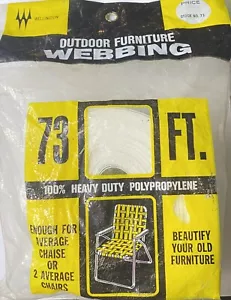 PRICE
OUTDOOR FURNITURE
WEBBING
73 FT.
100% HEAVY DUTY POLYPROPYLENE
ENOUGH FOR
AVERAGE
CHAISE
OR
2 AVERAGE
CHAIRS
BEAUTIFY
YOUR OLD
FURNITURE